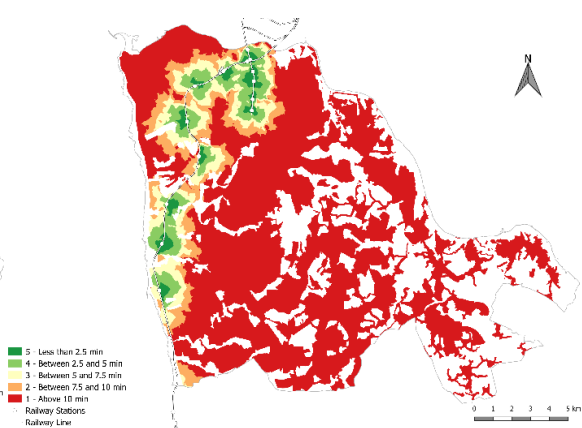 N
5 - Less than 2.5 min
4 - Between 2.5 and 5 min
3 - Between 5 and 7.5 min
2 - Between 7.5 and 10 min
1 - Above 10 min
Railway Stations
Railway Line
0 1 2 3 4 5 km